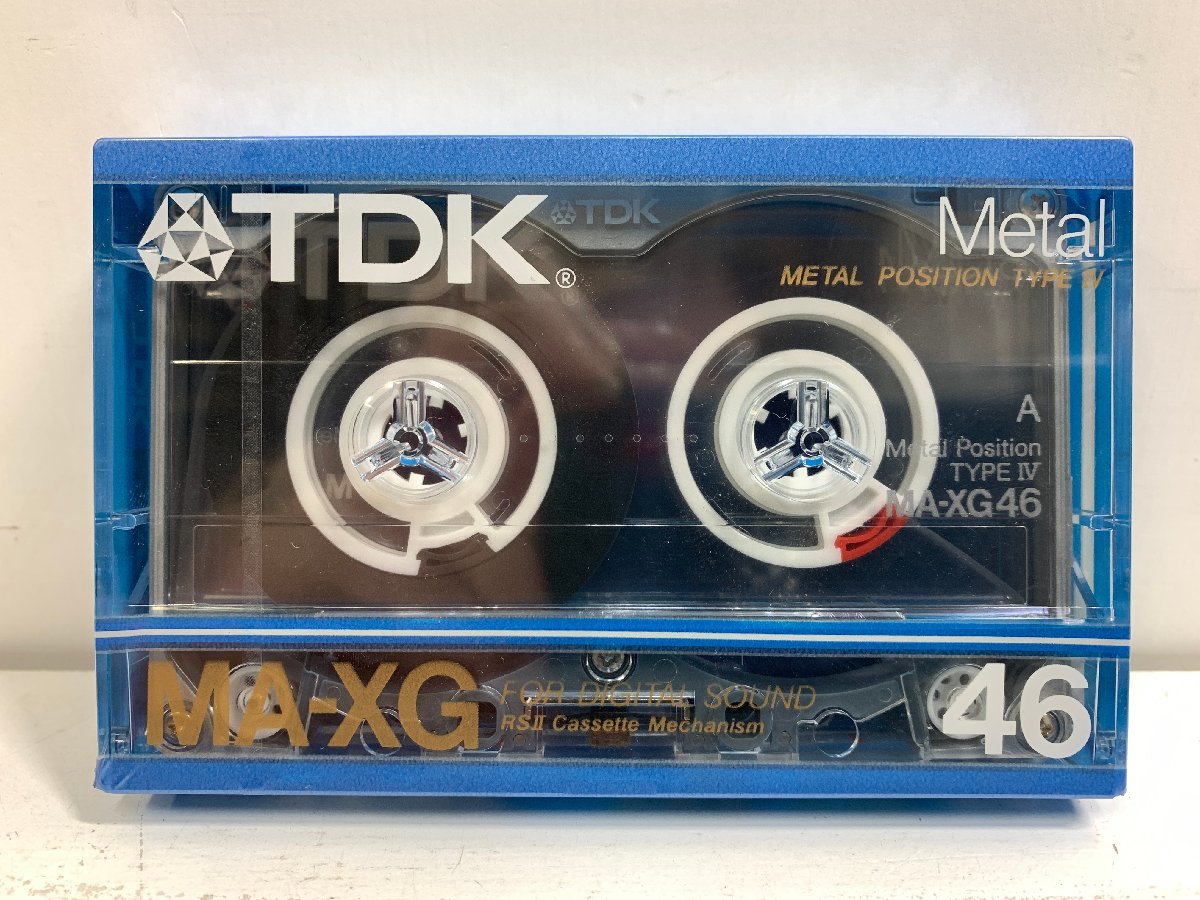 TDK®
TDK
Metal
METAL POSITION TYPE IV
A
Metal Position
TYPE IV
MA-XG46
M
MA-XG
FOR DIGITAL SOUND
RSII Cassette Mechanism
46